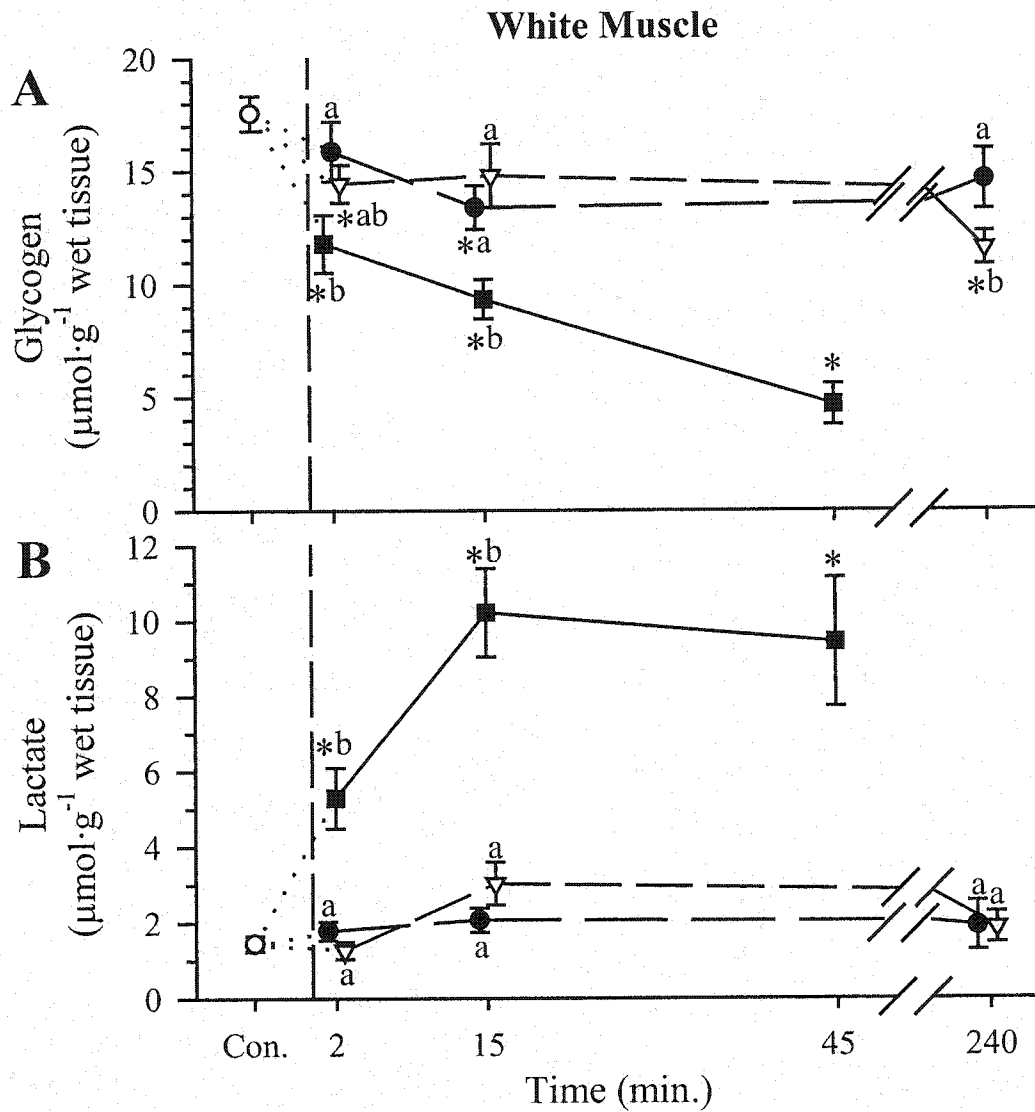 White Muscle
A
20
15
10
5
0
Glycogen
(µmol·g⁻¹ wet tissue)
a
a
a
*ab
*a
*b
*b
*b
*
B
12
10
8
6
4
2
0
Lactate
(µmol·g⁻¹ wet tissue)
*b
*
*b
a
a
a a
a
a
Con. 2 15 45 240
Time (min.)